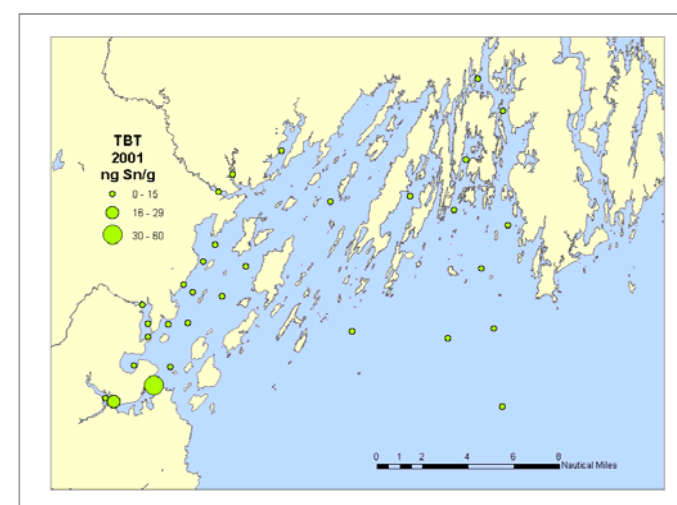 TBT
2001
ng Sn/g
0 - 15
16 - 29
30 - 60
0 1 2 4 6 8
Nautical Miles